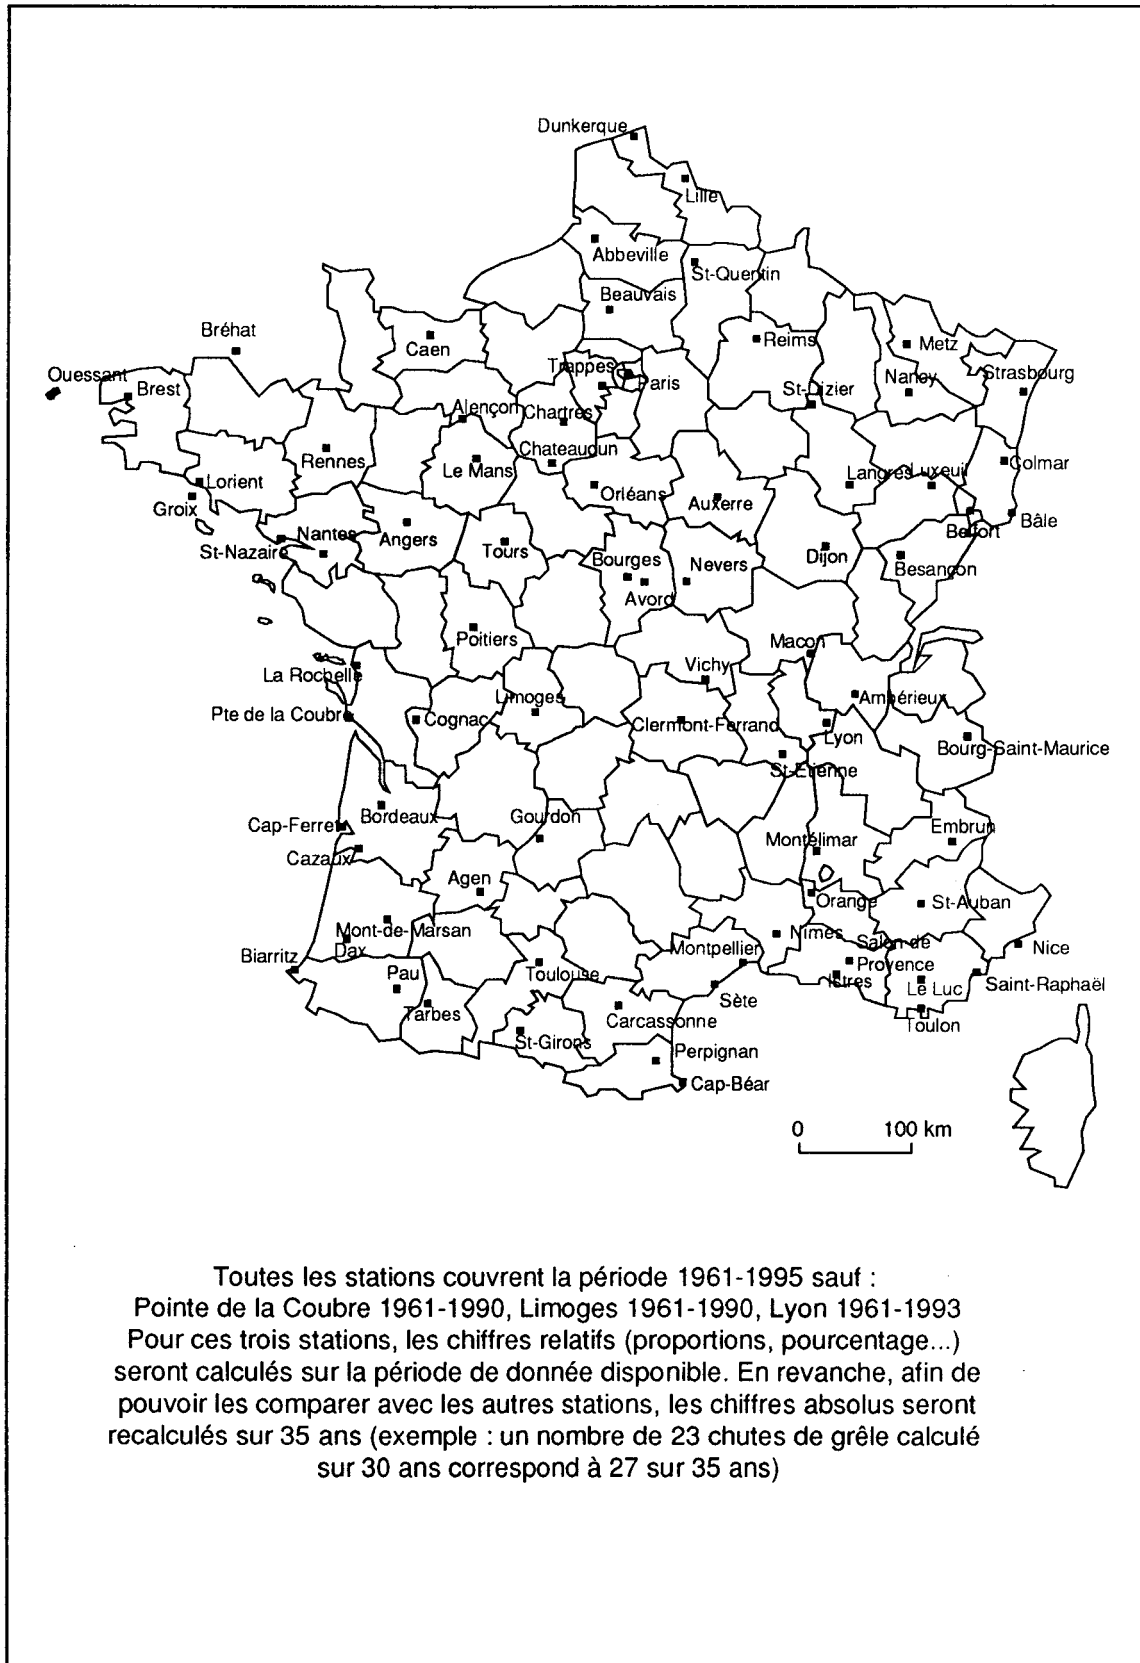 Dunkerque
Lille
Abbeville
St-Quentin
Beauvais
Bréhat
Caen
Reims
Metz
Ouessant
Brest
Trappes
Paris
St-Dizier
Nancy
Strasbourg
Alençon
Chartres
Rennes
Le Mans
Chateaudun
Lorient
Orléans
Langres
Luxeuil
Colmar
Groix
Auxerre
Nantes
Angers
Belfort
Bâle
St-Nazaire
Tours
Bourges
Nevers
Dijon
Besançon
Avord
Poitiers
Macon
La Rochelle
Vichy
Limoges
Ambérieux
Pte de la Coubre
Cognac
Clermont-Ferrand
Lyon
Bourg-Saint-Maurice
St-Etienne
Bordeaux
Gourdon
Cap-Ferret
Embrun
Cazaux
Montélimar
Agen
Orange
St-Auban
Mont-de-Marsan
Nîmes
Salon de
Provence
Dax
Montpellier
Nice
Biarritz
Pau
Toulouse
Istres
Le Luc
Saint-Raphaël
Tarbes
Carcassonne
Sète
Toulon
St-Girons
Perpignan
Cap-Béar
0 100 km
Toutes les stations couvrent la période 1961-1995 sauf :
Pointe de la Coubre 1961-1990, Limoges 1961-1990, Lyon 1961-1993
Pour ces trois stations, les chiffres relatifs (proportions, pourcentage...)
seront calculés sur la période de donnée disponible. En revanche, afin de
pouvoir les comparer avec les autres stations, les chiffres absolus seront
recalculés sur 35 ans (exemple : un nombre de 23 chutes de grêle calculé
sur 30 ans correspond à 27 sur 35 ans)